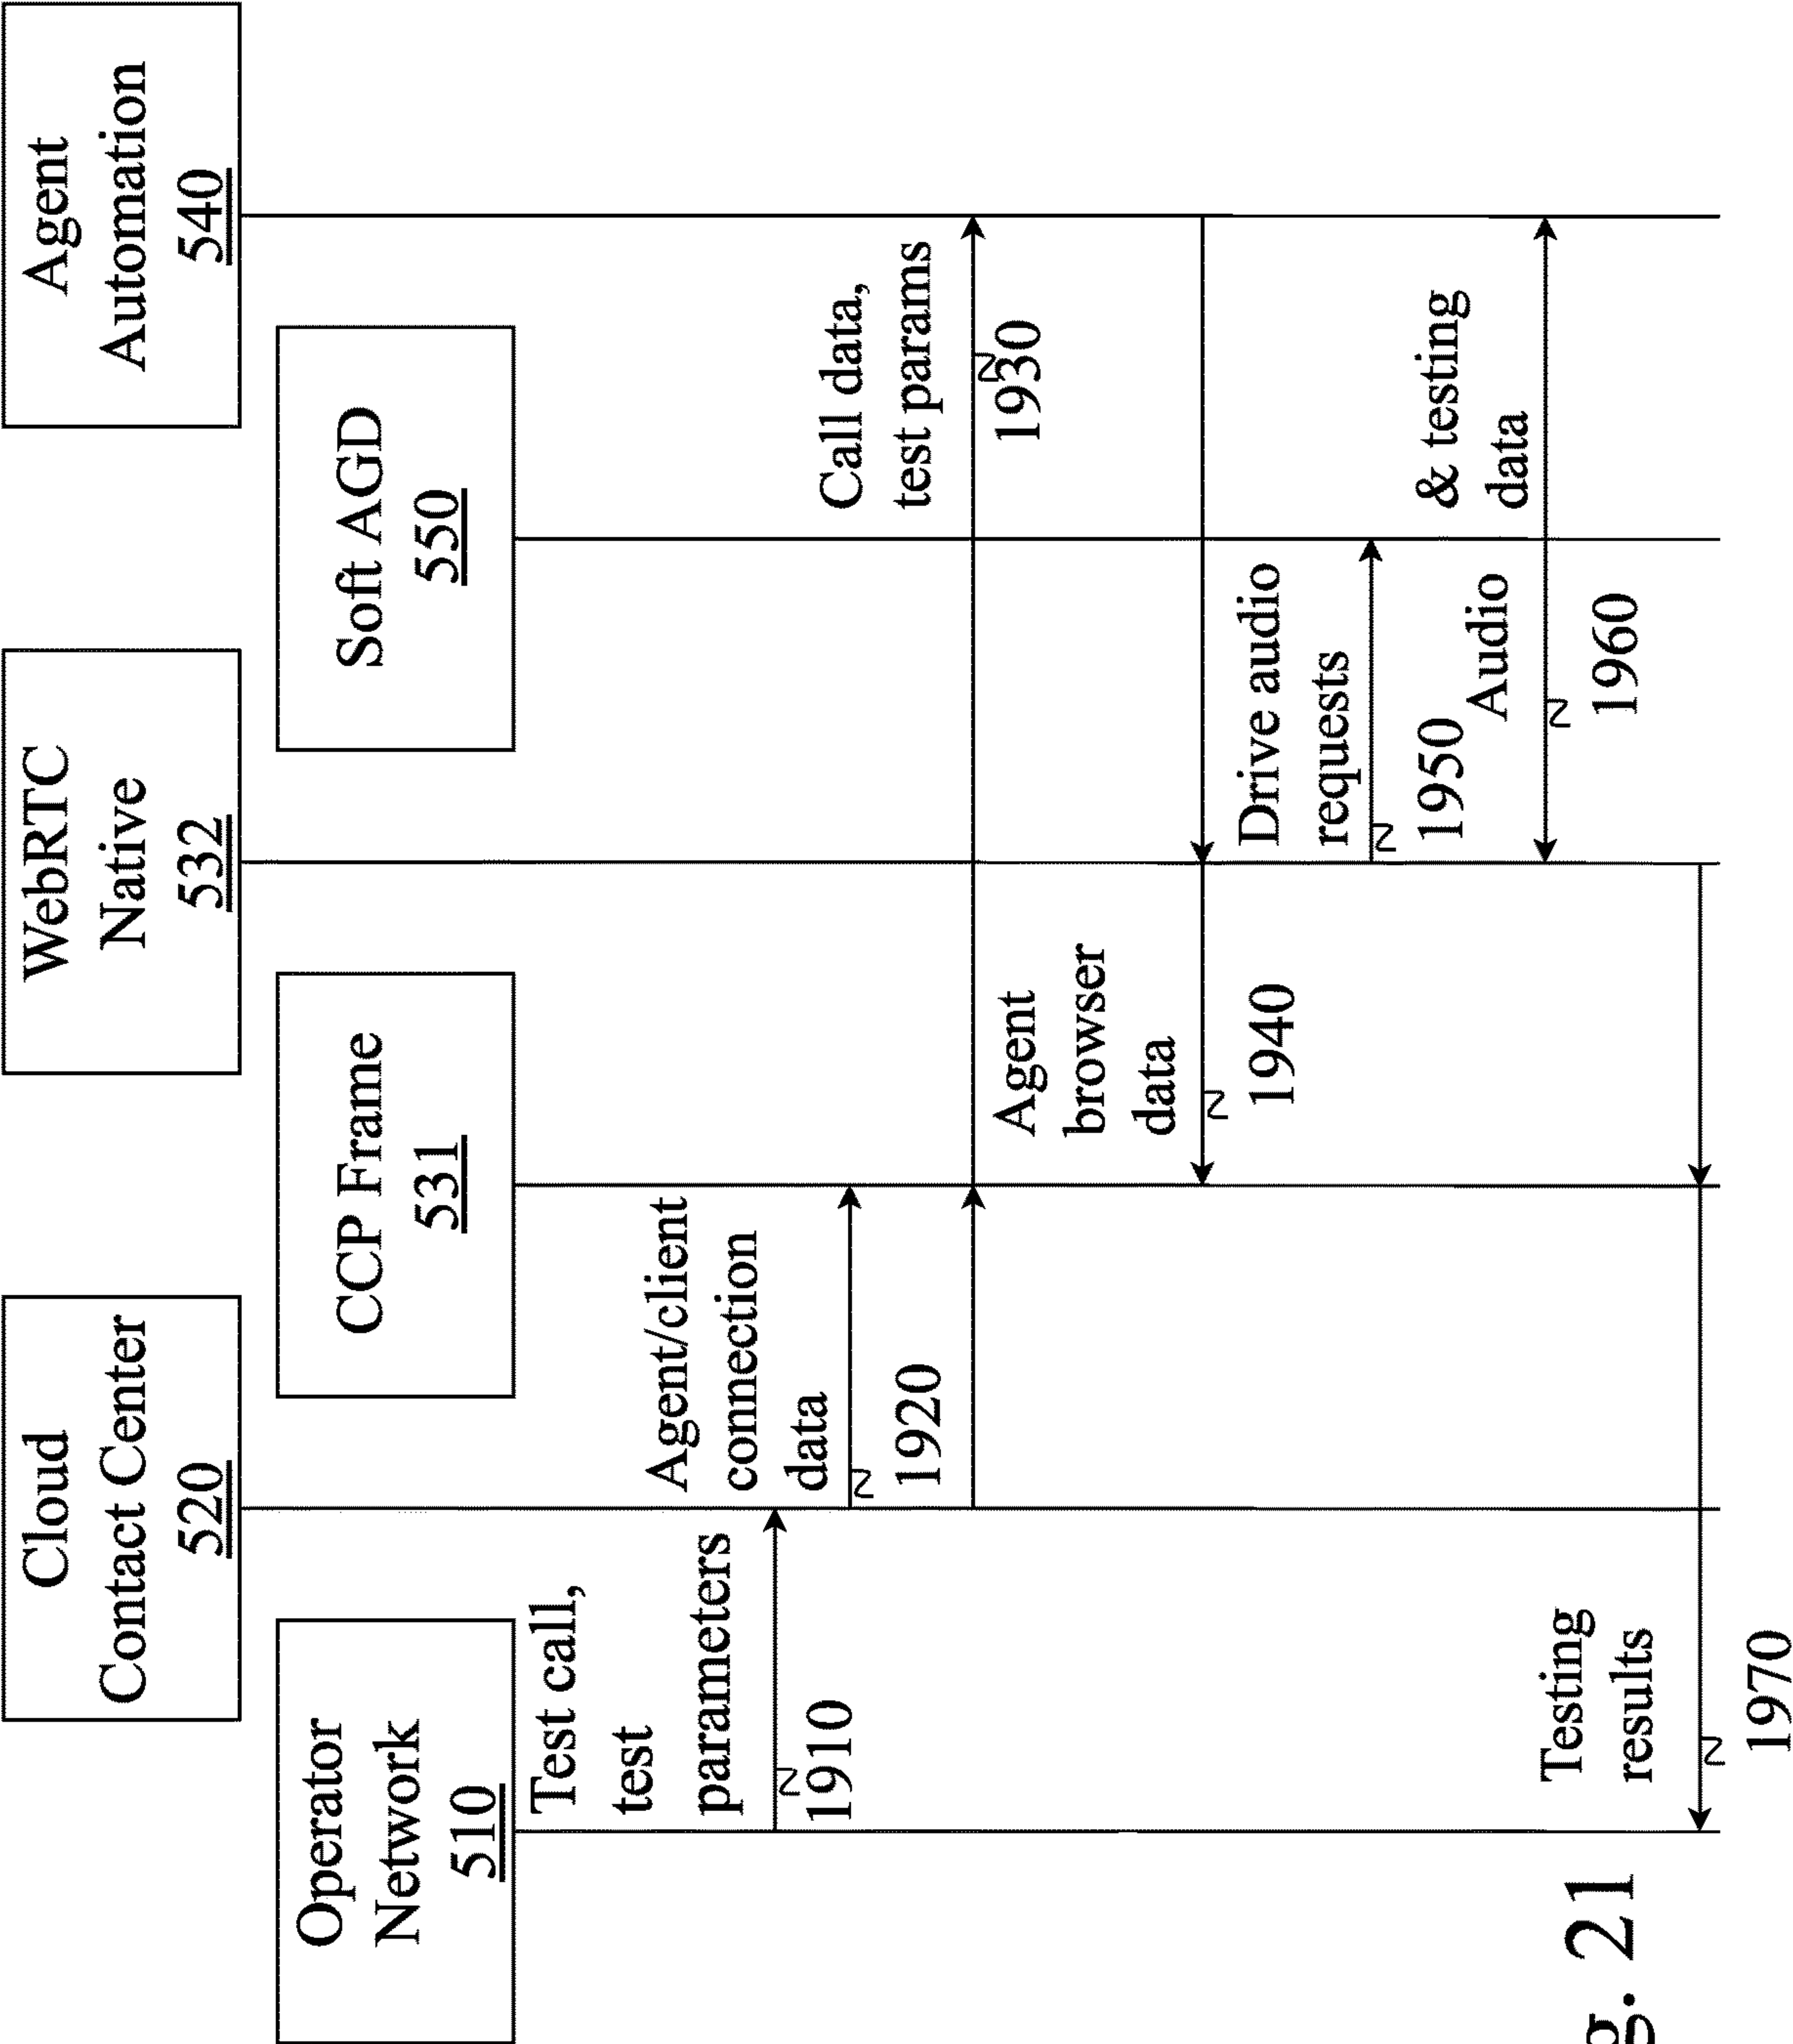 Operator
Network
510
Cloud
Contact Center
520
CCP Frame
531
WebRTC
Native
532
Soft AGD
550
Agent
Automation
540
Test call,
test
parameters
1910
Agent/client
connection
data
1920
Call data,
test params
1930
Agent
browser
data
1940
Drive audio
requests
1950
Audio
& testing
data
1960
Testing
results
1970
g. 21